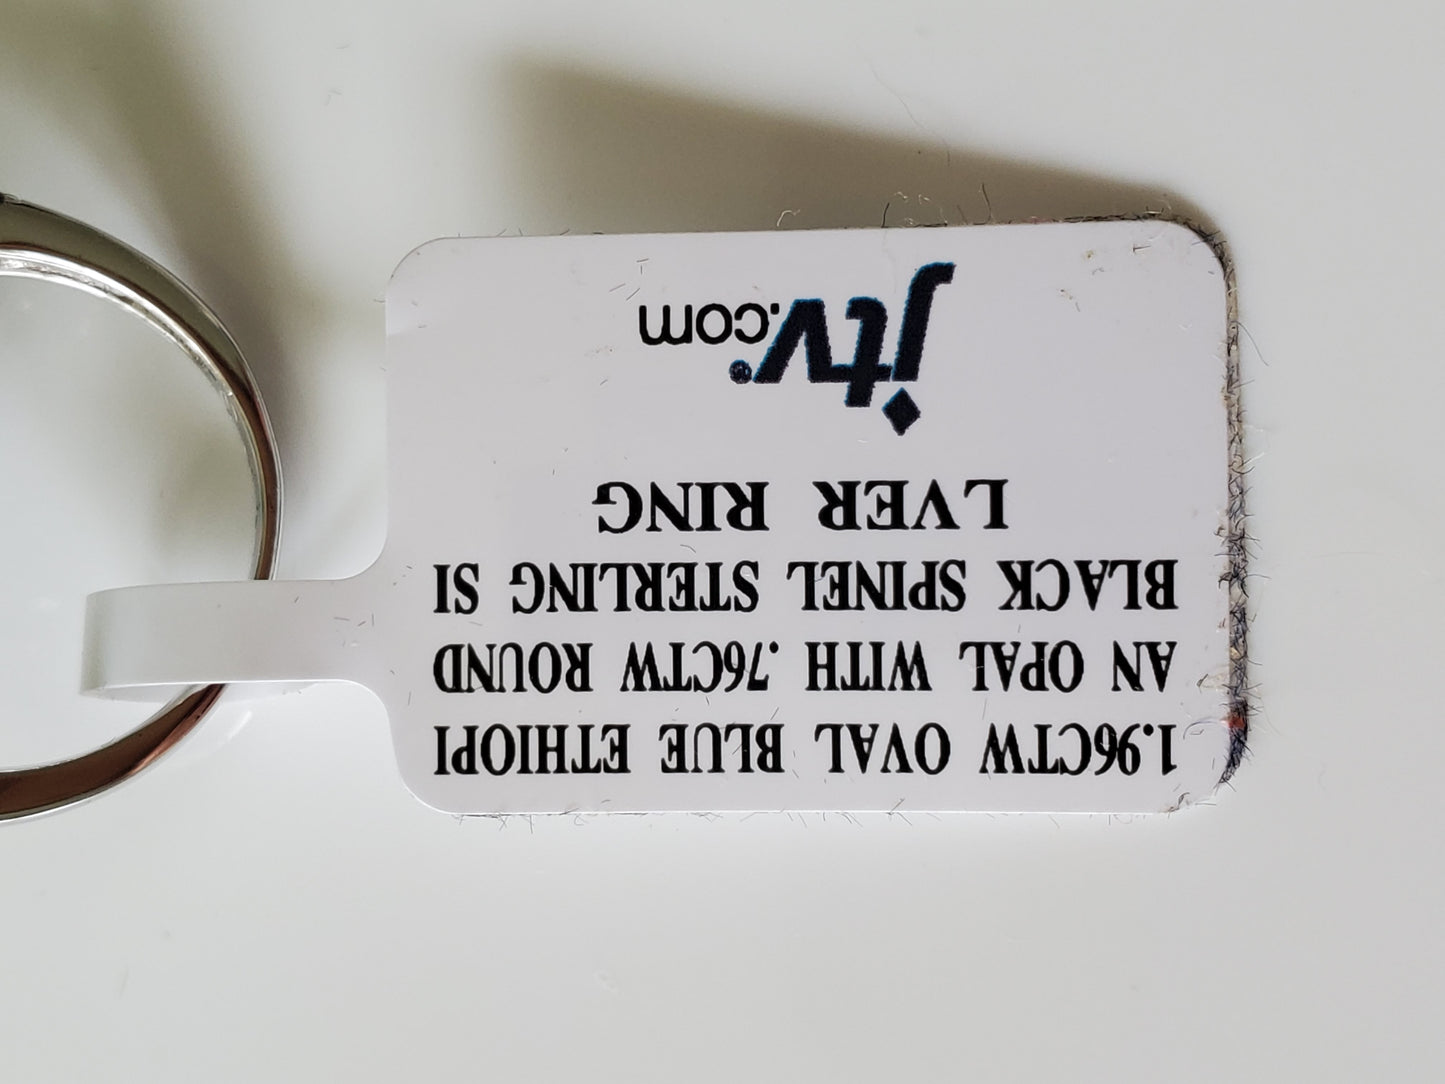 1.96CTW OVAL BLUE ETHIOPI
AN OPAL WITH .76CTW ROUND
BLACK SPINEL STERLING SI
LVER RING
jtv®.com